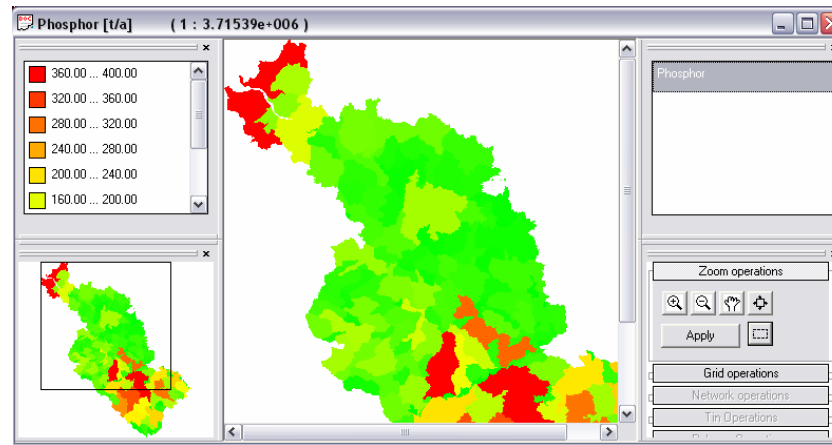 Phosphor [t/a] ( 1 : 3.71539e+006 )
360.00 ... 400.00
320.00 ... 360.00
280.00 ... 320.00
240.00 ... 280.00
200.00 ... 240.00
160.00 ... 200.00
Phosphor
Zoom operations
Apply
Grid operations
Network operations
Tin Operations